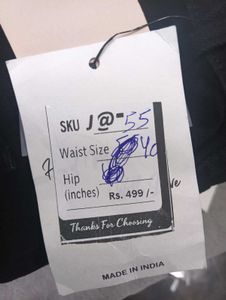 SKU J@-55
Waist Size 40
Hip
(inches) Rs. 499 /-
Thanks For Choosing
MADE IN INDIA